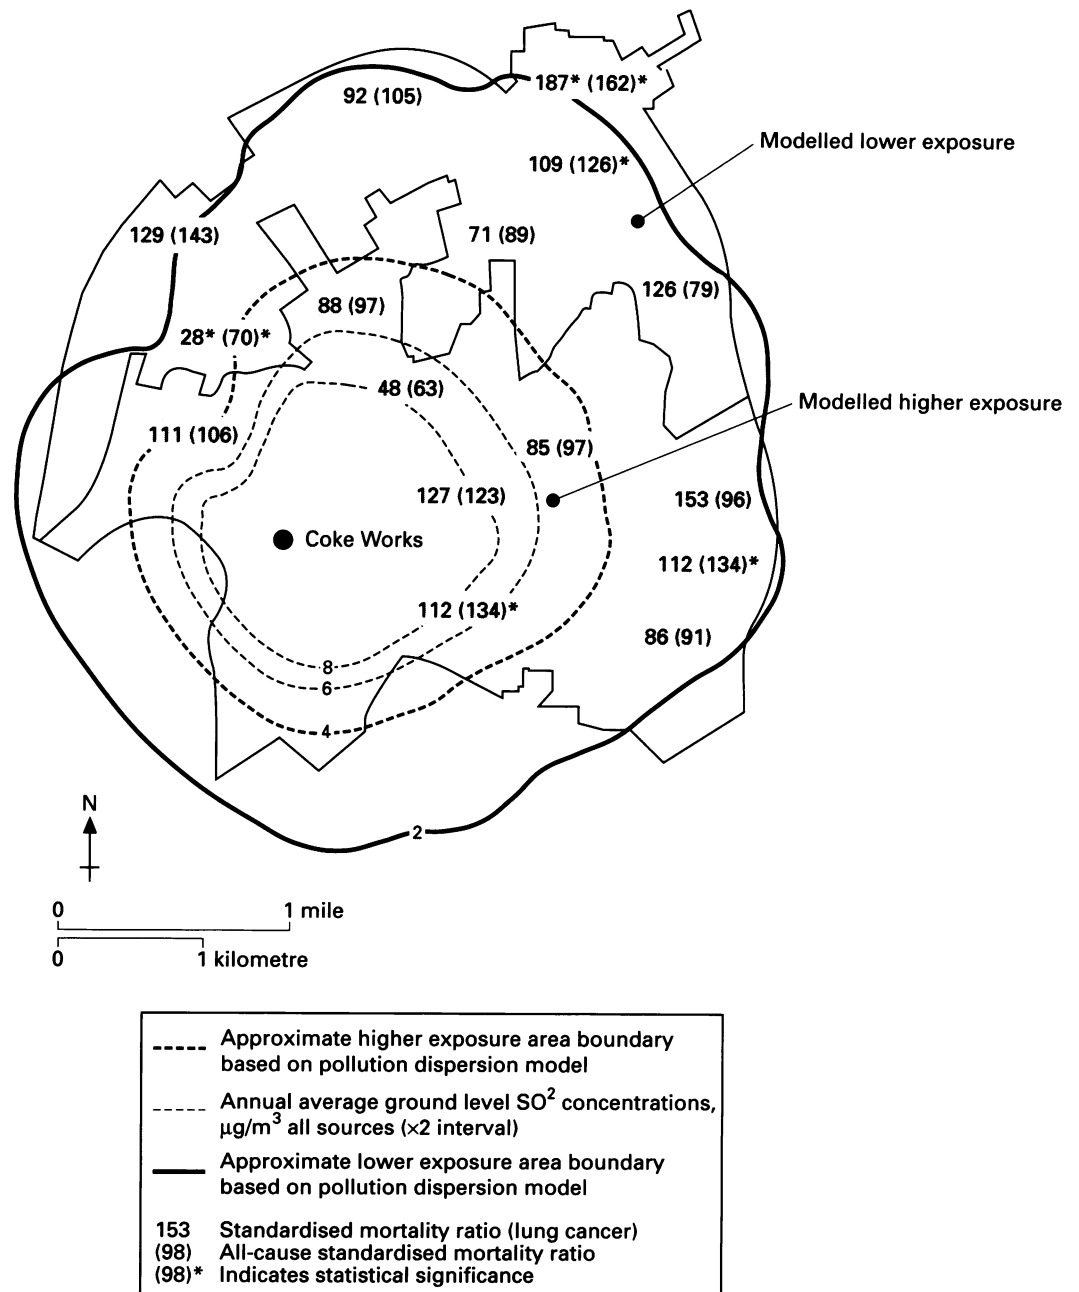 187* (162)*
92 (105)
Modelled lower exposure
109 (126)*
129 (143)
71 (89)
126 (79)
88 (97)
28* (70)*
48 (63)
Modelled higher exposure
111 (106)
85 (97)
127 (123)
153 (96)
Coke Works
112 (134)*
112 (134)*
86 (91)
8
6
4
2
N
0 1 mile
0 1 kilometre
Approximate higher exposure area boundary
based on pollution dispersion model
Annual average ground level SO² concentrations,
µg/m³ all sources (×2 interval)
Approximate lower exposure area boundary
based on pollution dispersion model
153 Standardised mortality ratio (lung cancer)
(98) All-cause standardised mortality ratio
(98)* Indicates statistical significance